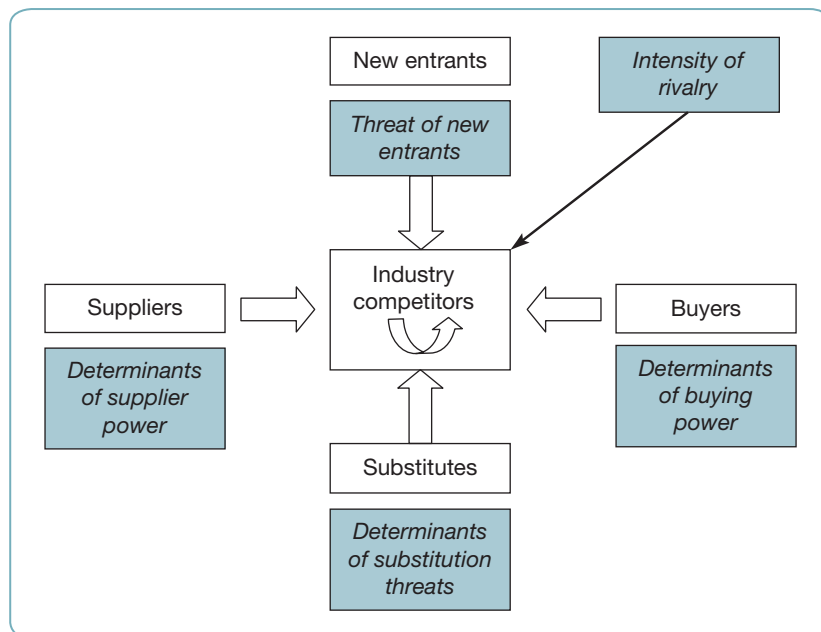 New entrants
Threat of new
entrants
Intensity of
rivalry
Industry
competitors
Suppliers
Determinants
of supplier
power
Buyers
Determinants
of buying
power
Substitutes
Determinants
of substitution
threats